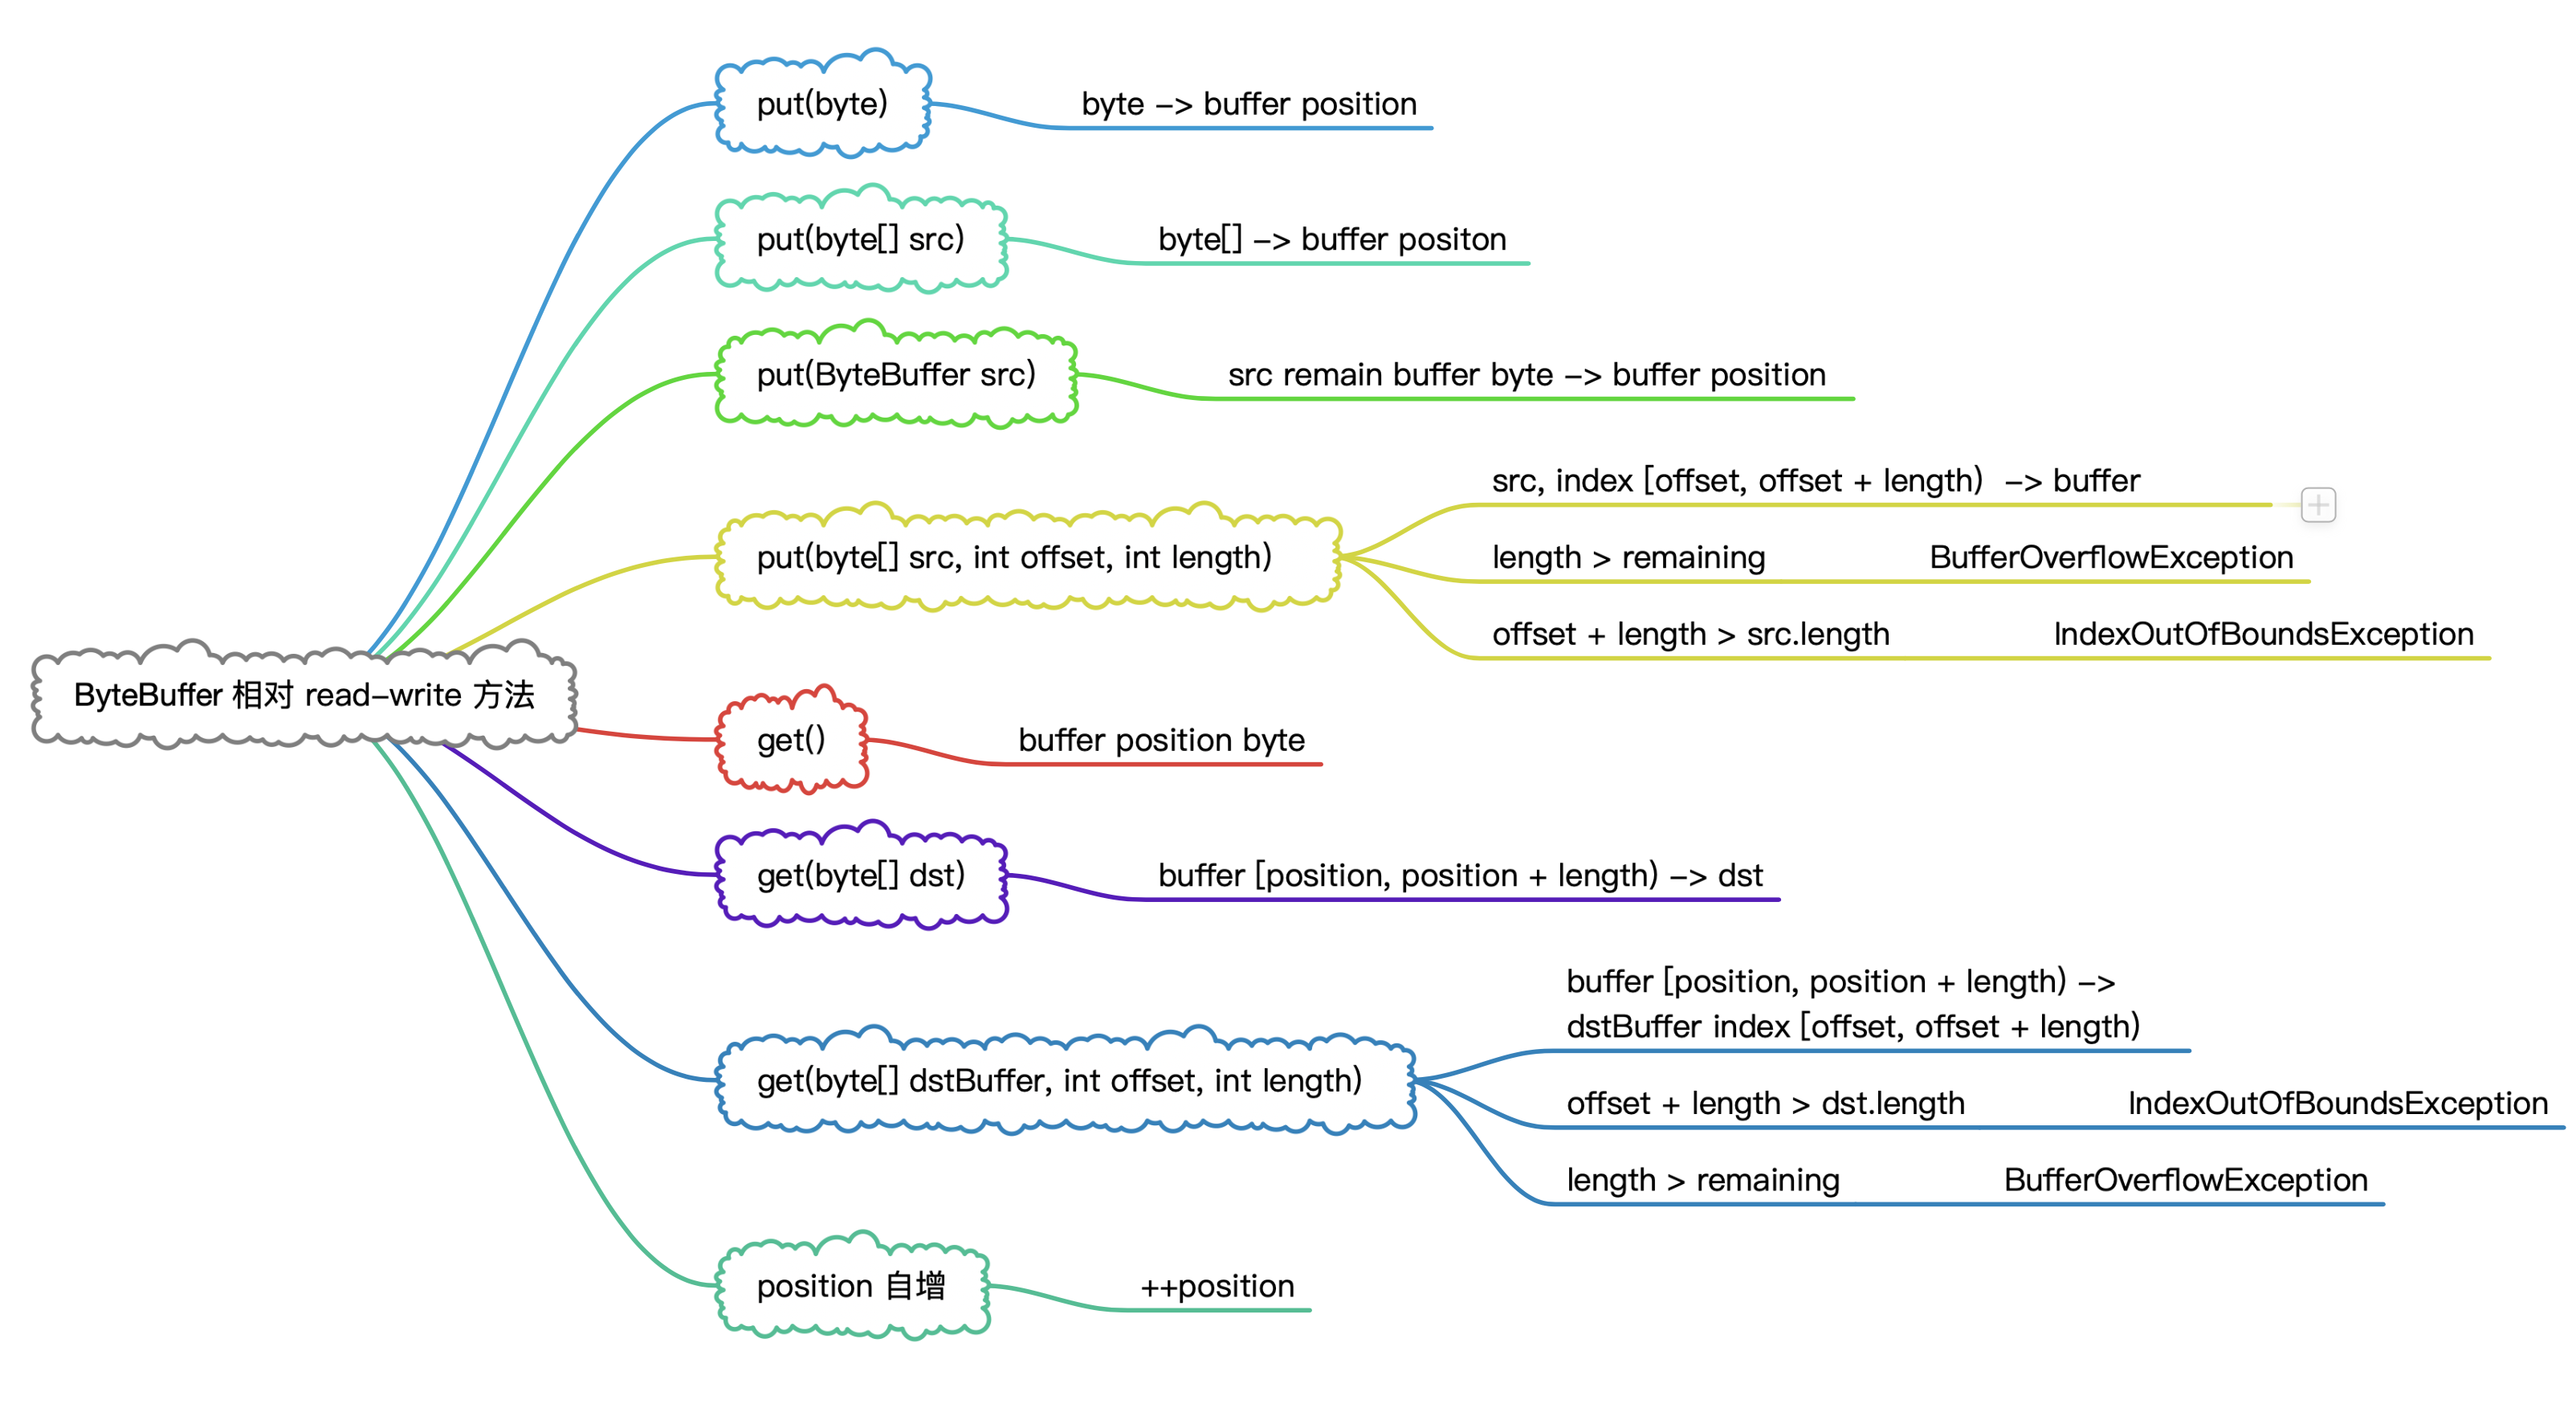 put(byte)
byte -> buffer position
put(byte[] src)
byte[] -> buffer positon
put(ByteBuffer src)
src remain buffer byte -> buffer position
put(byte[] src, int offset, int length)
src, index [offset, offset + length) -> buffer
length > remaining BufferOverflowException
offset + length > src.length IndexOutOfBoundsException
ByteBuffer 相对 read-write 方法
get()
buffer position byte
get(byte[] dst)
buffer [position, position + length) -> dst
get(byte[] dstBuffer, int offset, int length)
buffer [position, position + length) ->
dstBuffer index [offset, offset + length)
offset + length > dst.length IndexOutOfBoundsException
length > remaining BufferOverflowException
position 自增
++position